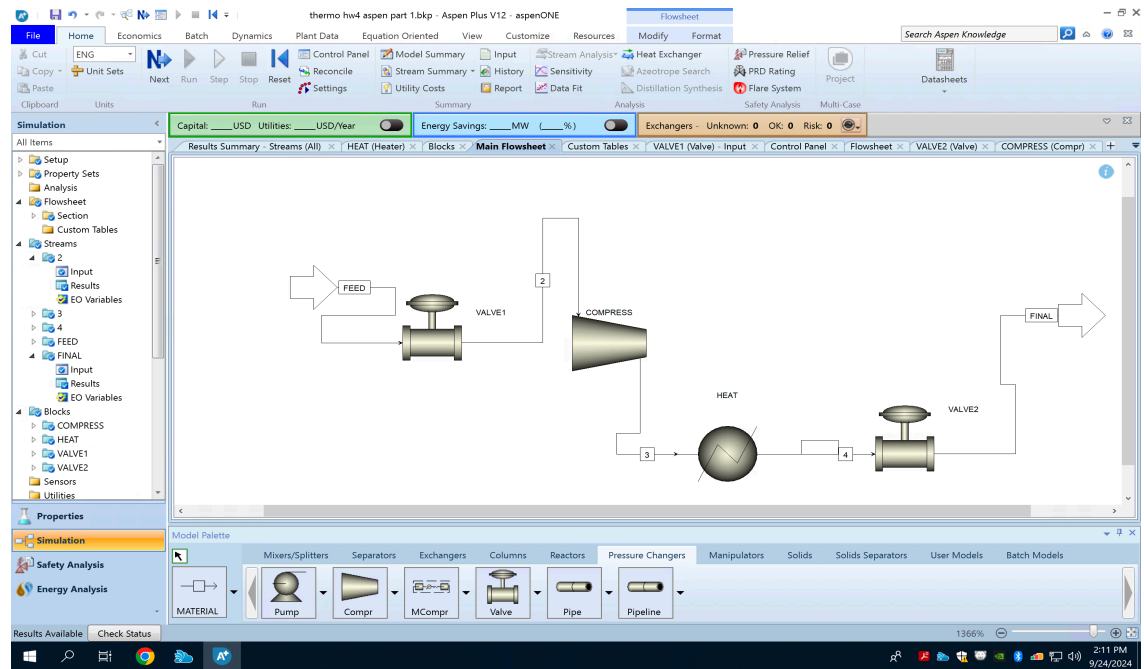 thermo hw4 aspen part 1.bkp - Aspen Plus V12 - aspenONE
Flowsheet
File Home Economics Batch Dynamics Plant Data Equation Oriented View Customize Resources Modify Format Search Aspen Knowledge
Cut ENG Control Panel Model Summary Input Stream Analysis Heat Exchanger Pressure Relief
Copy Unit Sets Next Run Step Stop Reset Reconcile Stream Summary History Sensitivity Azeotrope Search PRD Rating Project Datasheets
Paste Settings Utility Costs Report Data Fit Distillation Synthesis Flare System
Clipboard Units Run Summary Analysis Safety Analysis Multi-Case
Simulation
Capital: ____ USD Utilities: ____ USD/Year Energy Savings: ____ MW ( ____ %) Exchangers - Unknown: 0 OK: 0 Risk: 0
All Items
Results Summary - Streams (All) HEAT (Heater) Blocks Main Flowsheet Custom Tables VALVE1 (Valve) - Input Control Panel Flowsheet VALVE2 (Valve) COMPRESS (Compr) +
Setup
Property Sets
Analysis
Flowsheet
Section
Custom Tables
Streams
2
Input
Results
EO Variables
3
4
FEED
FINAL
Input
Results
EO Variables
Blocks
COMPRESS
HEAT
VALVE1
VALVE2
Sensors
Utilities
Properties
Simulation
Safety Analysis
Energy Analysis
FEED
VALVE1
2
COMPRESS
3
HEAT
4
VALVE2
FINAL
Model Palette
Mixers/Splitters Separators Exchangers Columns Reactors Pressure Changers Manipulators Solids Solids Separators User Models Batch Models
MATERIAL Pump Compr MCompr Valve Pipe Pipeline
Results Available Check Status 1366%
2:11 PM
9/24/2024